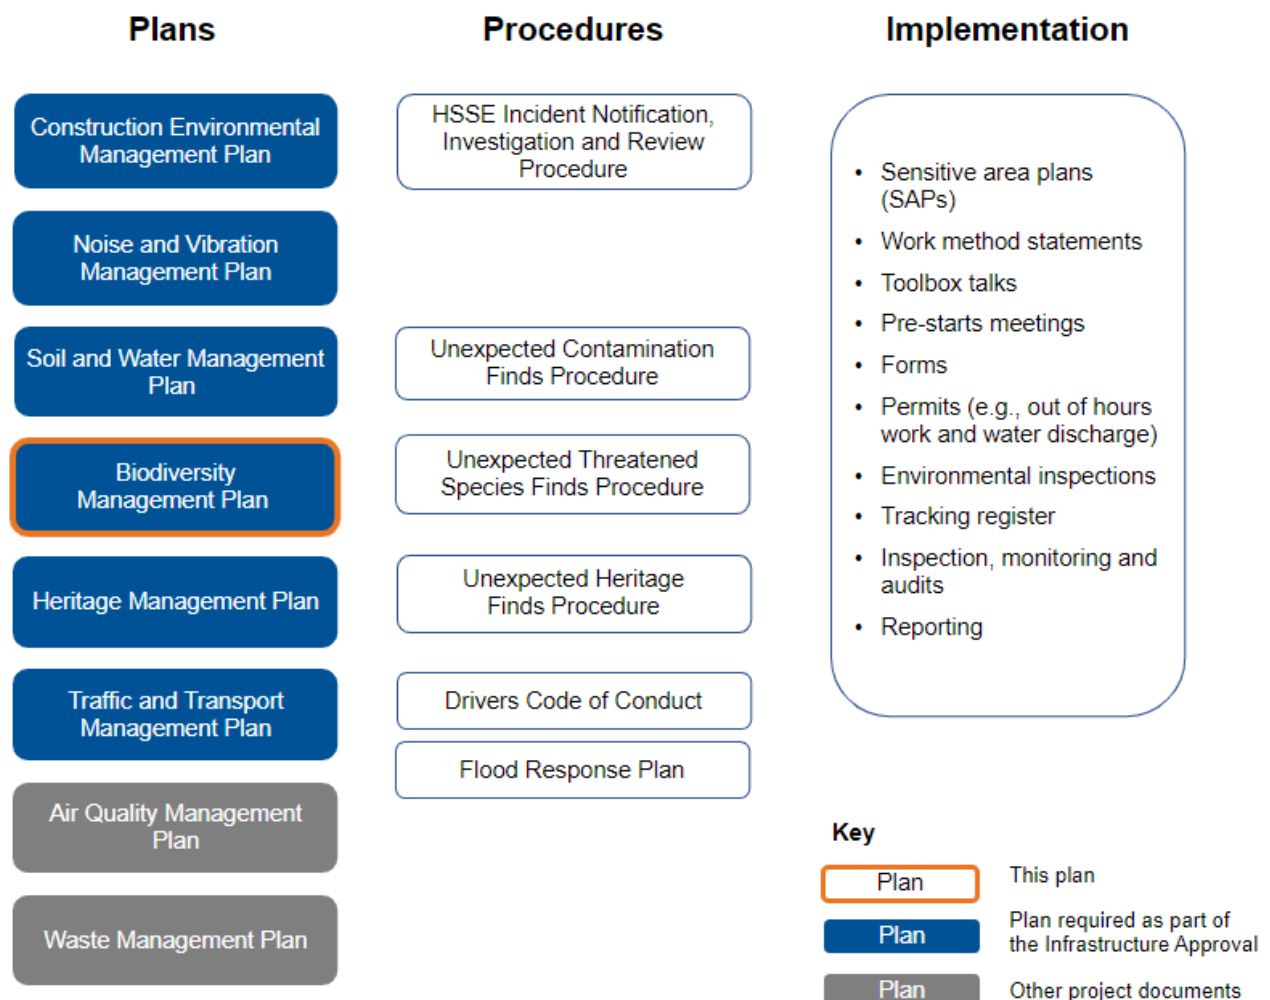 Plans
Procedures
Implementation
Construction Environmental
Management Plan
Noise and Vibration
Management Plan
Soil and Water Management
Plan
Biodiversity
Management Plan
Heritage Management Plan
Traffic and Transport
Management Plan
Air Quality Management
Plan
Waste Management Plan
HSSE Incident Notification,
Investigation and Review
Procedure
Unexpected Contamination
Finds Procedure
Unexpected Threatened
Species Finds Procedure
Unexpected Heritage
Finds Procedure
Drivers Code of Conduct
Flood Response Plan
• Sensitive area plans
(SAPs)
• Work method statements
• Toolbox talks
• Pre-starts meetings
• Forms
• Permits (e.g., out of hours
work and water discharge)
• Environmental inspections
• Tracking register
• Inspection, monitoring and
audits
• Reporting
Key
Plan
This plan
Plan
Plan required as part of
the Infrastructure Approval
Plan
Other project documents